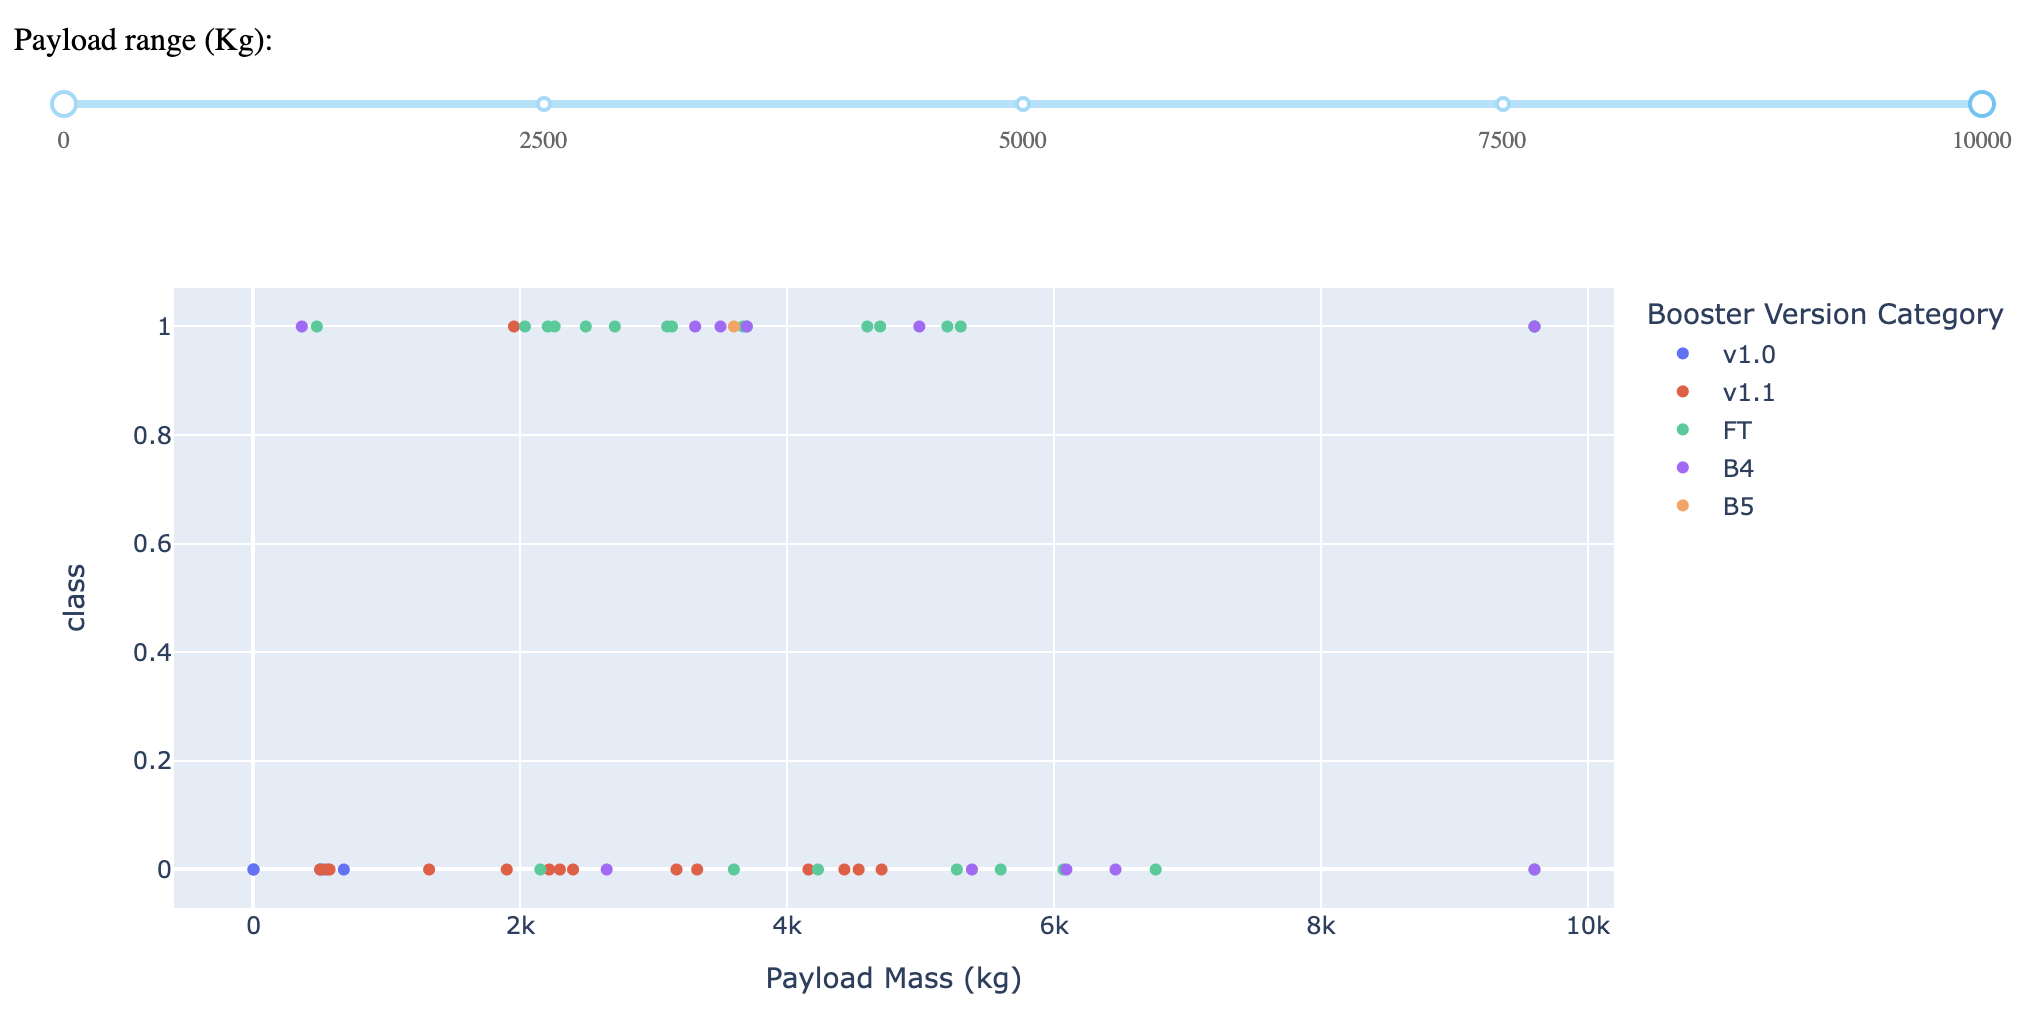 Payload range (Kg):
0 2500 5000 7500 10000
Booster Version Category
v1.0
v1.1
FT
B4
B5
1
0.8
0.6
0.4
0.2
0
class
0 2k 4k 6k 8k 10k
Payload Mass (kg)